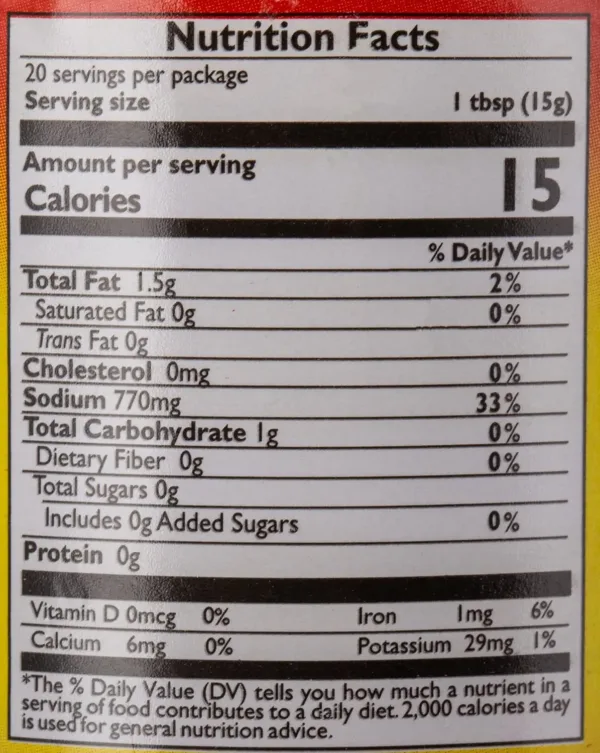 Nutrition Facts
20 servings per package
Serving size 1 tbsp (15g)
Amount per serving
Calories 15
% Daily Value*
Total Fat 1.5g 2%
Saturated Fat 0g 0%
Trans Fat 0g
Cholesterol 0mg 0%
Sodium 770mg 33%
Total Carbohydrate 1g 0%
Dietary Fiber 0g 0%
Total Sugars 0g
Includes 0g Added Sugars 0%
Protein 0g
Vitamin D 0mcg 0% Iron 1mg 6%
Calcium 6mg 0% Potassium 29mg 1%
*The % Daily Value (DV) tells you how much a nutrient in a
serving of food contributes to a daily diet. 2,000 calories a day
is used for general nutrition advice.